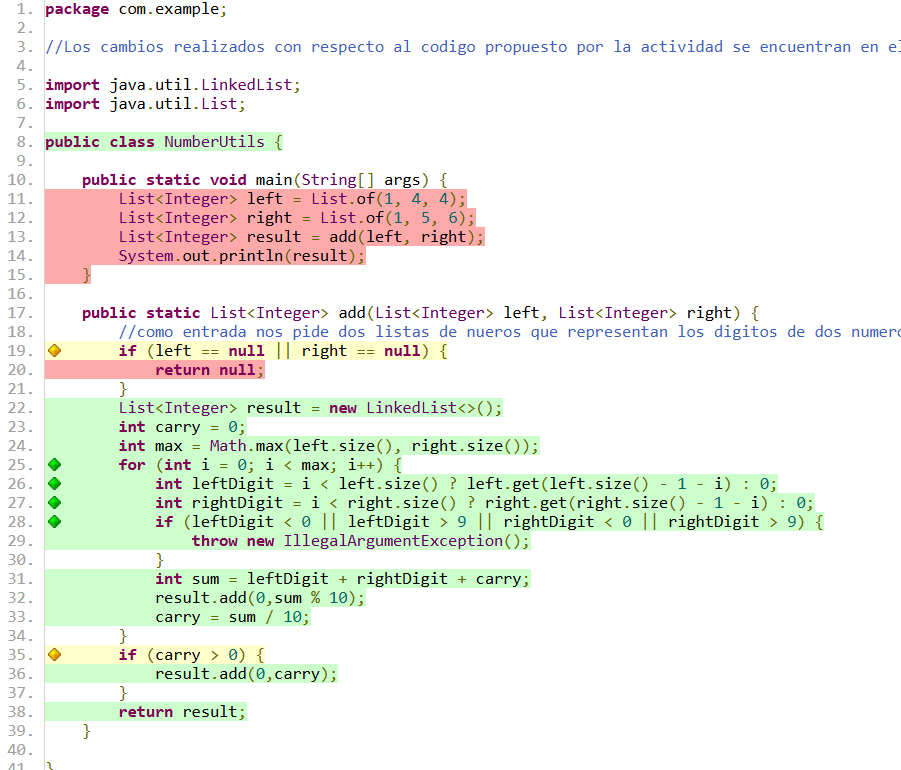 1. package com.example;
2.
3. //Los cambios realizados con respecto al codigo propuesto por la actividad se encuentran en
4.
5. import java.util.LinkedList;
6. import java.util.List;
7.
8. public class NumberUtils {
9.
10. public static void main(String[] args) {
11. List<Integer> left = List.of(1, 4, 4);
12. List<Integer> right = List.of(1, 5, 6);
13. List<Integer> result = add(left, right);
14. System.out.println(result);
15. }
16.
17. public static List<Integer> add(List<Integer> left, List<Integer> right) {
18. //como entrada nos pide dos listas de nueros que representan los digitos de dos numero
19. if (left == null || right == null) {
20. return null;
21. }
22. List<Integer> result = new LinkedList<>();
23. int carry = 0;
24. int max = Math.max(left.size(), right.size());
25. for (int i = 0; i < max; i++) {
26. int leftDigit = i < left.size() ? left.get(left.size() - 1 - i) : 0;
27. int rightDigit = i < right.size() ? right.get(right.size() - 1 - i) : 0;
28. if (leftDigit < 0 || leftDigit > 9 || rightDigit < 0 || rightDigit > 9) {
29. throw new IllegalArgumentException();
30. }
31. int sum = leftDigit + rightDigit + carry;
32. result.add(0,sum % 10);
33. carry = sum / 10;
34. }
35. if (carry > 0) {
36. result.add(0,carry);
37. }
38. return result;
39. }
40.
41. }